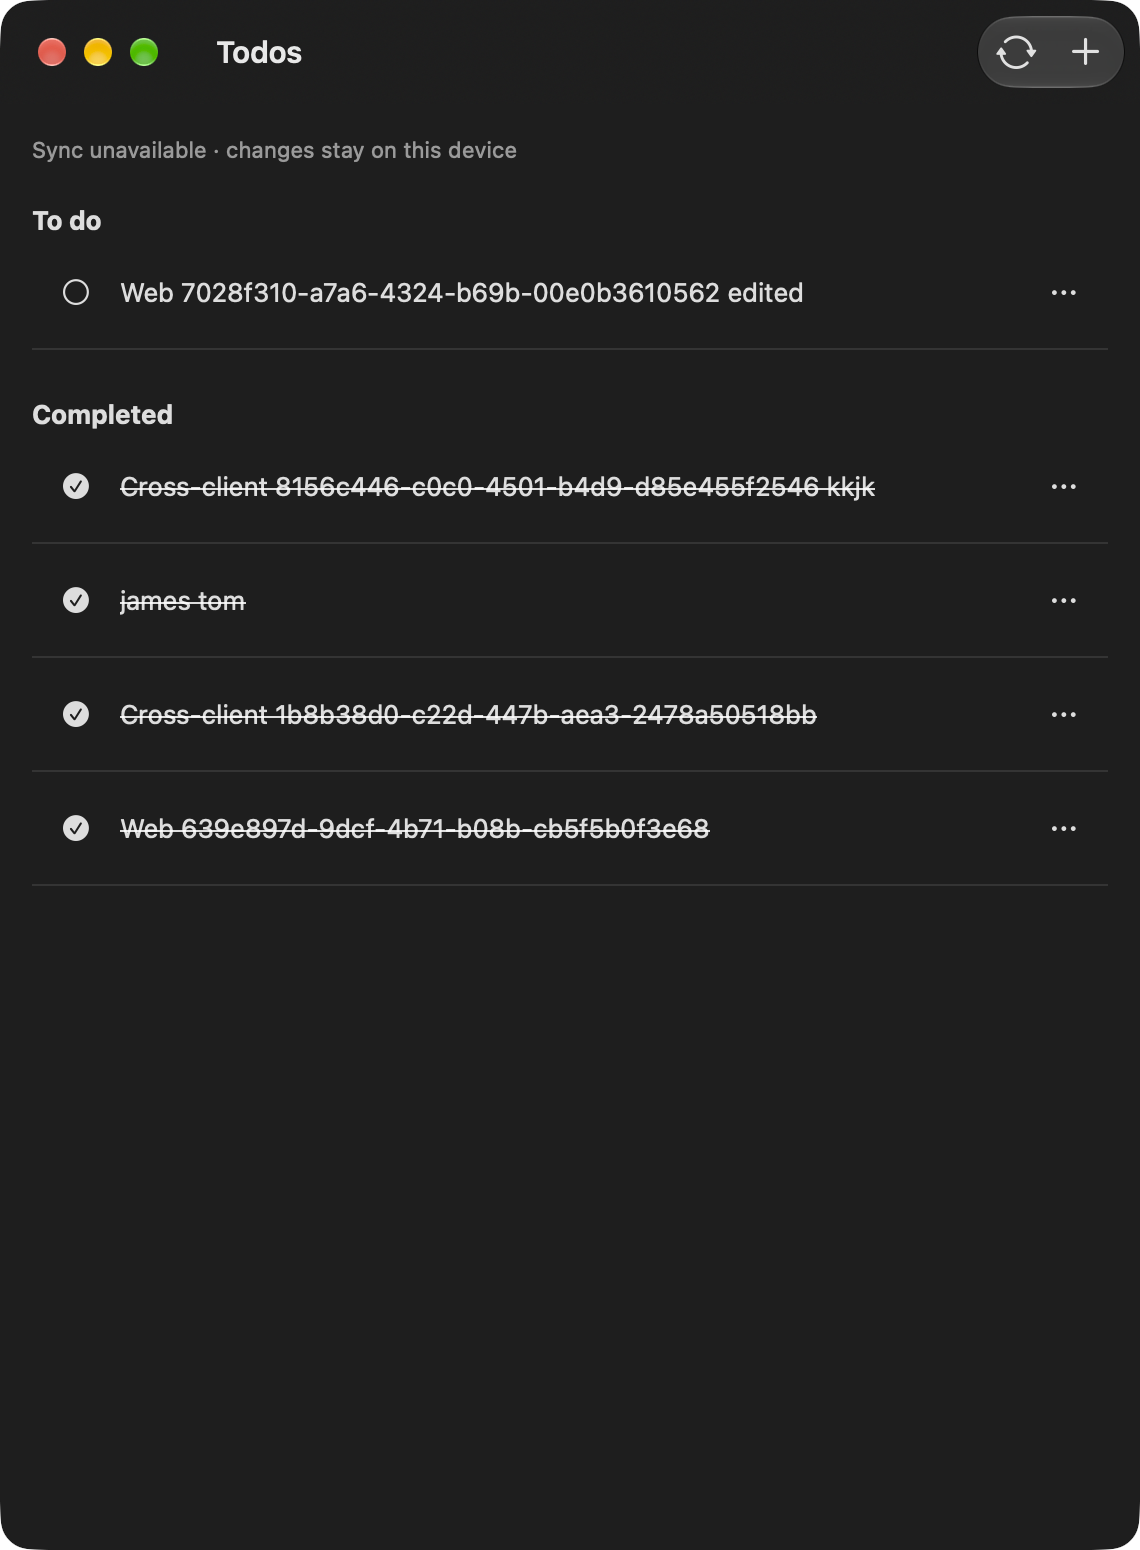 Todos
Sync unavailable · changes stay on this device
To do
Web 7028f310-a7a6-4324-b69b-00e0b3610562 edited
Completed
Cross-client 8156c446-c0c0-4501-b4d9-d85e455f2546 kkjk
james tom
Cross-client 1b8b38d0-c22d-447b-aea3-2478a50518bb
Web 639e897d-9dcf-4b71-b08b-cb5f5b0f3e68